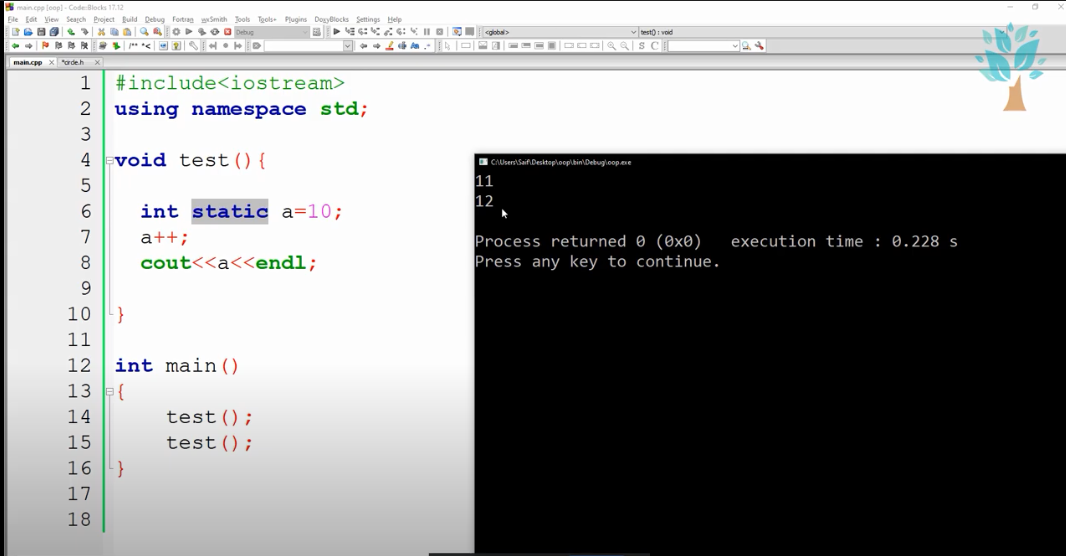 main.cpp [oop] - Code::Blocks 17.12
File Edit View Search Project Build Debug Fortran wxSmith Tools Tools+ Plugins DoxyBlocks Settings Help
Debug
<global>
test() : void
/** *<
S C
main.cpp
*crde.h
1 #include<iostream>
2 using namespace std;
3
4 void test(){
5
6 int static a=10;
7 a++;
8 cout<<a<<endl;
9
10 }
11
12 int main()
13 {
14 test();
15 test();
16 }
17
18
C:\Users\Saif\Desktop\oop\bin\Debug\oop.exe
11
12
Process returned 0 (0x0) execution time : 0.228 s
Press any key to continue.